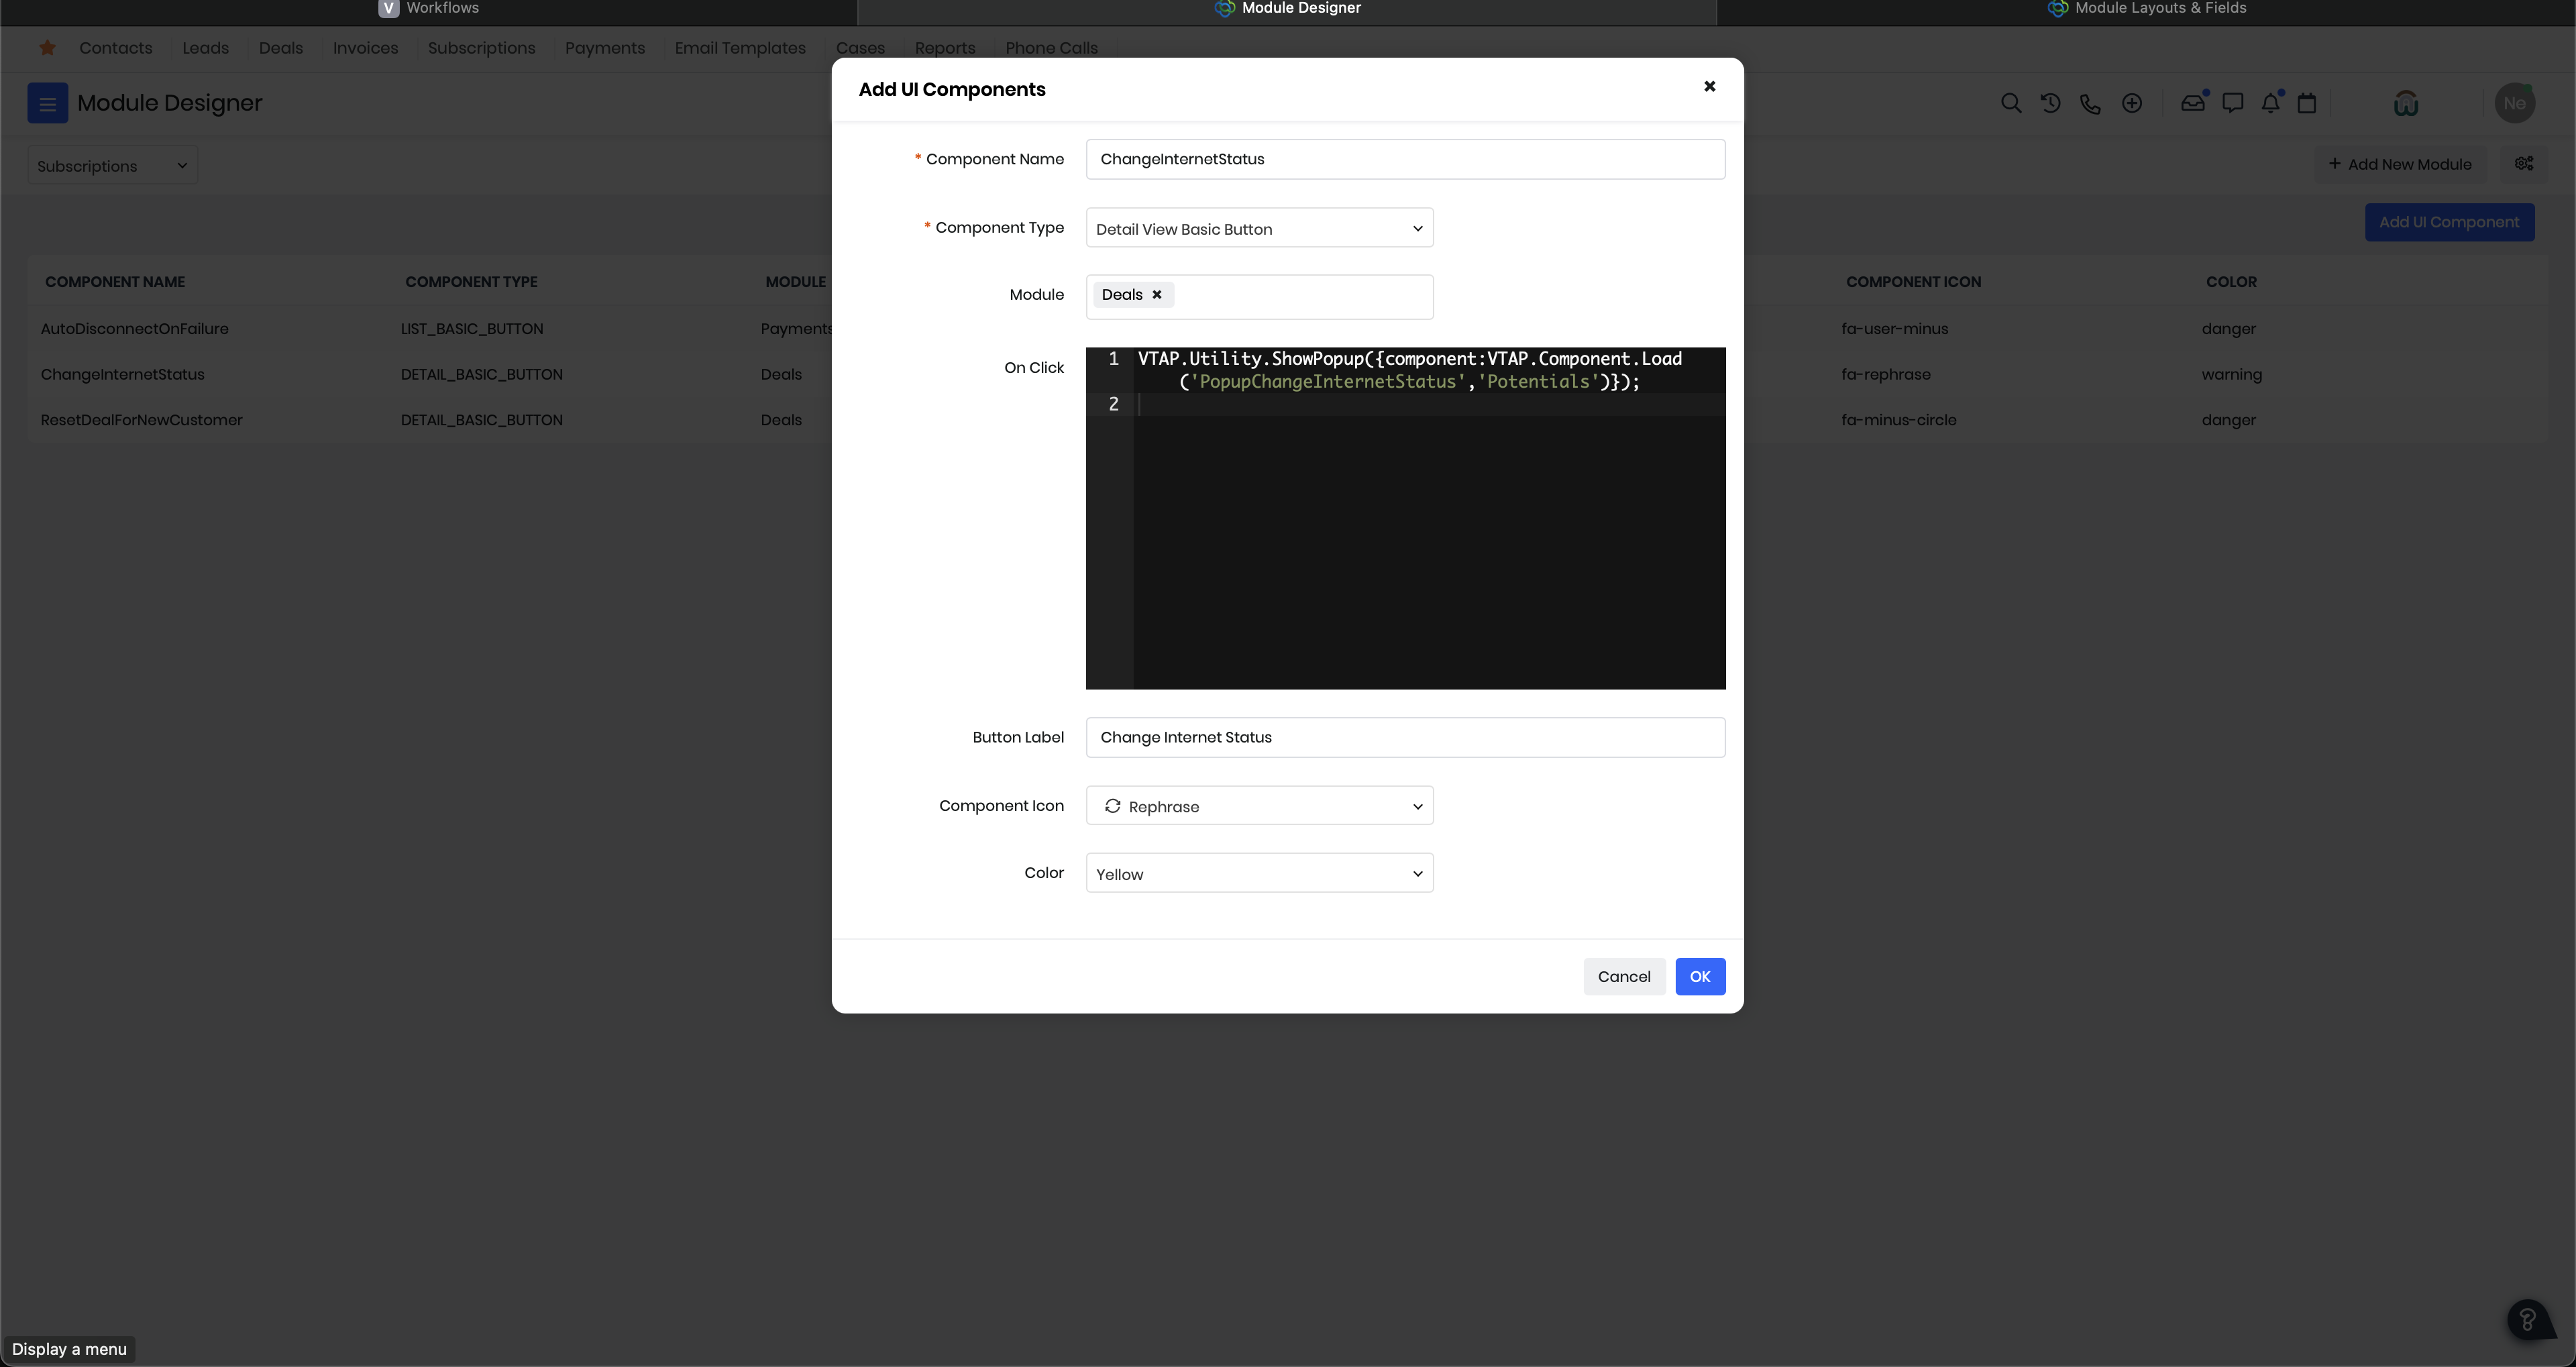 V Workflows
Module Designer
Module Layouts & Fields
Contacts Leads Deals Invoices Subscriptions Payments Email Templates Cases Reports Phone Calls
Module Designer
Ne
Subscriptions
+ Add New Module
Add UI Component
COMPONENT NAME COMPONENT TYPE MODULE COMPONENT ICON COLOR
AutoDisconnectOnFailure LIST_BASIC_BUTTON Payments fa-user-minus danger
ChangeInternetStatus DETAIL_BASIC_BUTTON Deals fa-rephrase warning
ResetDealForNewCustomer DETAIL_BASIC_BUTTON Deals fa-minus-circle danger
Add UI Components
* Component Name ChangeInternetStatus
* Component Type Detail View Basic Button
Module Deals
On Click
1 VTAP.Utility.ShowPopup({component:VTAP.Component.Load
('PopupChangeInternetStatus','Potentials')});
2
Button Label Change Internet Status
Component Icon Rephrase
Color Yellow
Cancel OK
Display a menu
?